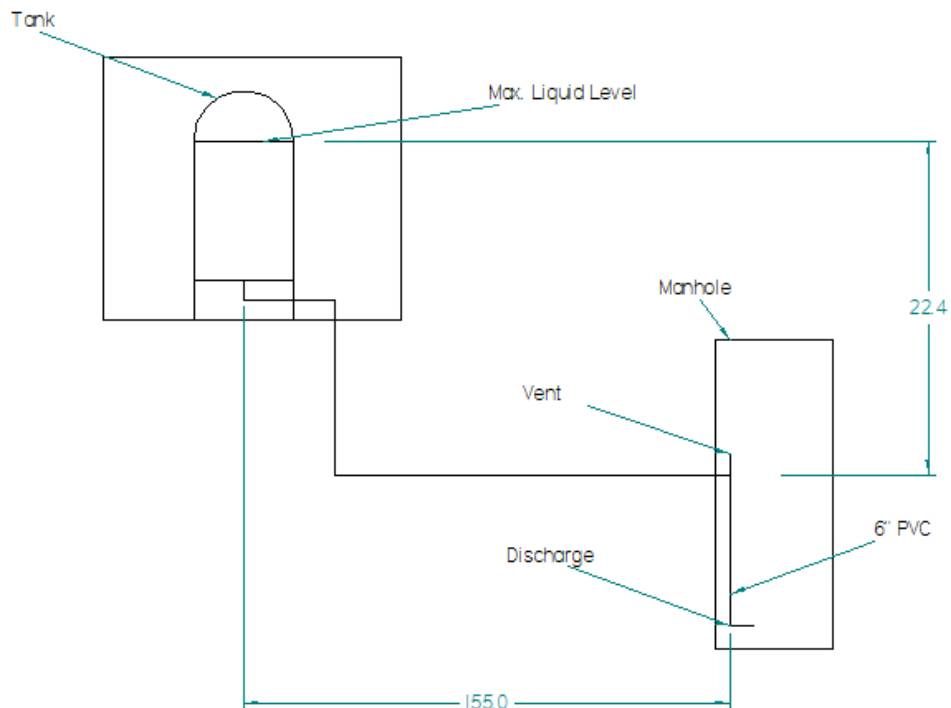 Tank
Max. Liquid Level
Manhole
22.4
Vent
6" PVC
Discharge
155.0